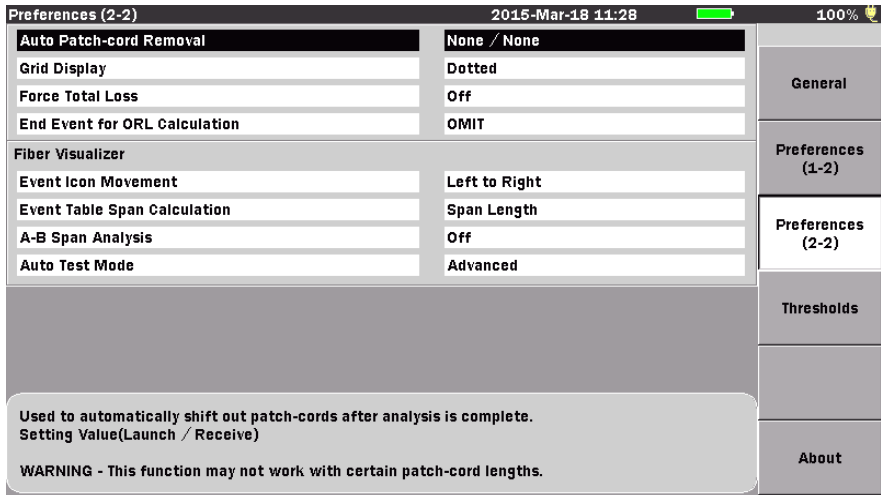 Preferences (2-2) 2015-Mar-18 11:28 100%
Auto Patch-cord Removal None / None
Grid Display Dotted
Force Total Loss Off
End Event for ORL Calculation OMIT
Fiber Visualizer
Event Icon Movement Left to Right
Event Table Span Calculation Span Length
A-B Span Analysis Off
Auto Test Mode Advanced
Used to automatically shift out patch-cords after analysis is complete.
Setting Value(Launch / Receive)
WARNING - This function may not work with certain patch-cord lengths.
General
Preferences
(1-2)
Preferences
(2-2)
Thresholds
About